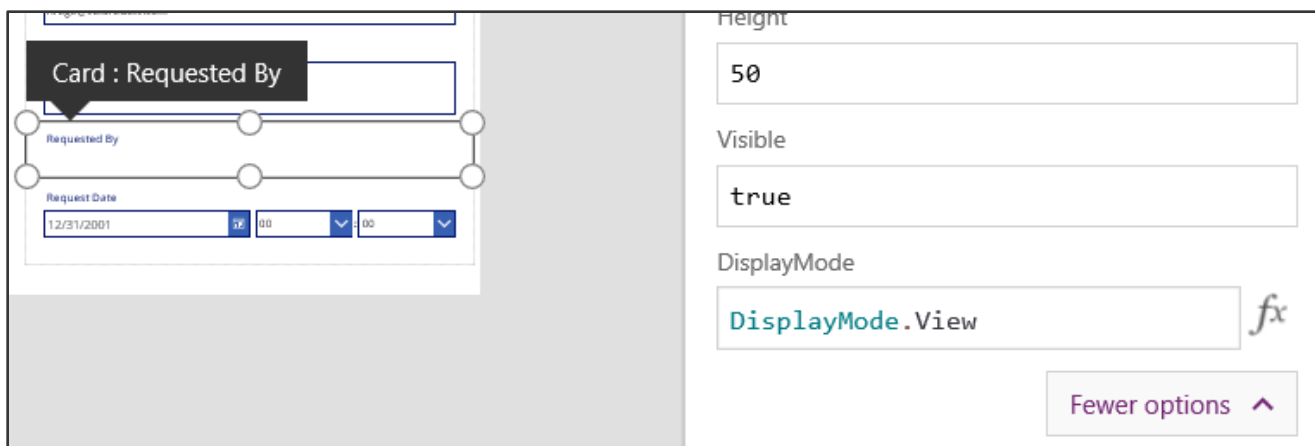 Card : Requested By
Requested By
Request Date
12/31/2001
00
: 00
Height
50
Visible
true
DisplayMode
DisplayMode.View
fx
Fewer options